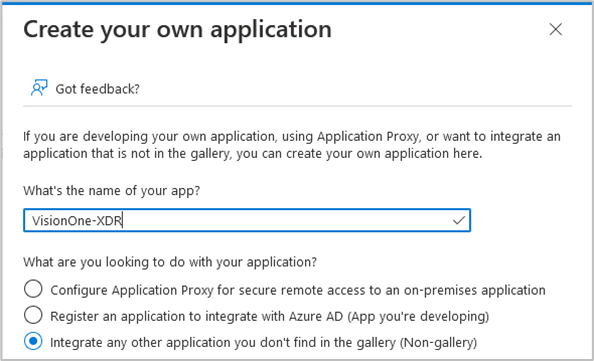 Create your own application
Got feedback?
If you are developing your own application, using Application Proxy, or want to integrate an
application that is not in the gallery, you can create your own application here.
What's the name of your app?
VisionOne-XDR
What are you looking to do with your application?
Configure Application Proxy for secure remote access to an on-premises application
Register an application to integrate with Azure AD (App you're developing)
Integrate any other application you don't find in the gallery (Non-gallery)